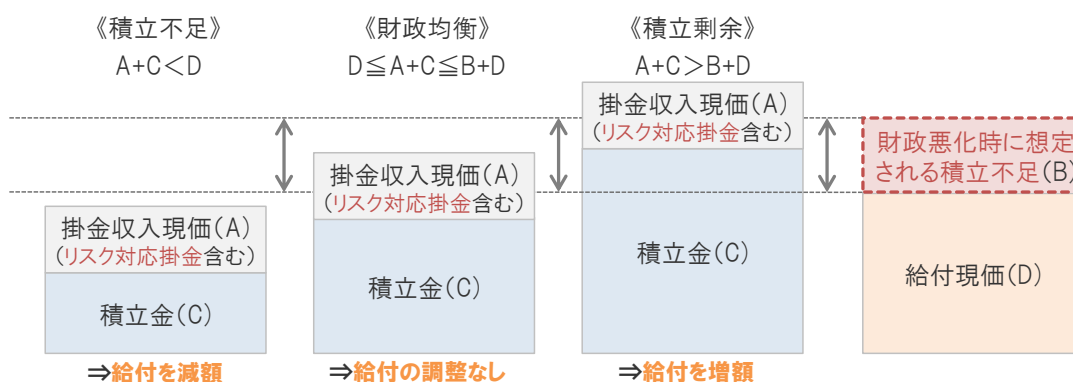 《積立不足》
A+C<D
《財政均衡》
D≦A+C≦B+D
《積立剰余》
A+C>B+D
掛金収入現価(A)
(リスク対応掛金含む)
積立金(C)
⇒給付を減額
掛金収入現価(A)
(リスク対応掛金含む)
積立金(C)
⇒給付の調整なし
掛金収入現価(A)
(リスク対応掛金含む)
積立金(C)
⇒給付を増額
財政悪化時に想定
される積立不足(B)
給付現価(D)